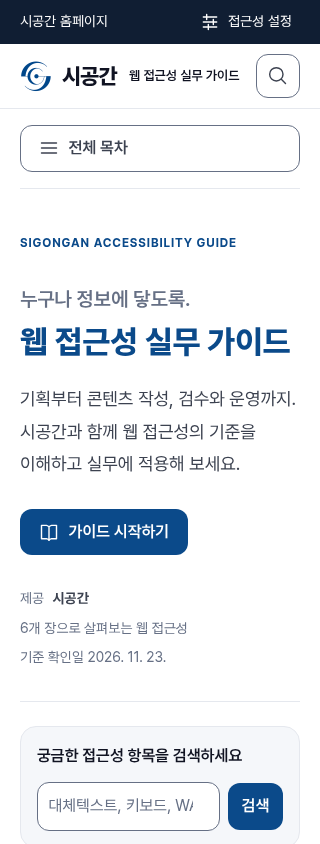 시공간 홈페이지
접근성 설정
시공간
웹 접근성 실무 가이드
전체 목차
SIGONGAN ACCESSIBILITY GUIDE
누구나 정보에 닿도록.
웹 접근성 실무 가이드
기획부터 콘텐츠 작성, 검수와 운영까지.
시공간과 함께 웹 접근성의 기준을
이해하고 실무에 적용해 보세요.
가이드 시작하기
제공 시공간
6개 장으로 살펴보는 웹 접근성
기준 확인일 2026. 11. 23.
궁금한 접근성 항목을 검색하세요
대체텍스트, 키보드,
검색